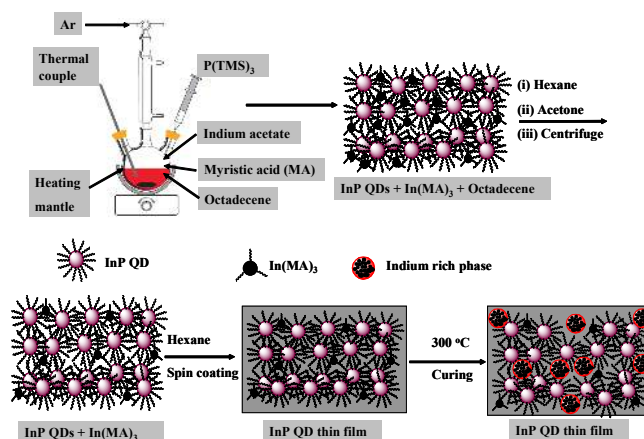 Ar
Thermal
couple
P(TMS)3
Indium acetate
Myristic acid (MA)
Octadecene
Heating
mantle
(i) Hexane
(ii) Acetone
(iii) Centrifuge
InP QDs + In(MA)3 + Octadecene
InP QD
In(MA)3
Indium rich phase
Hexane
Spin coating
300 °C
Curing
InP QDs + In(MA)3
InP QD thin film
InP QD thin film